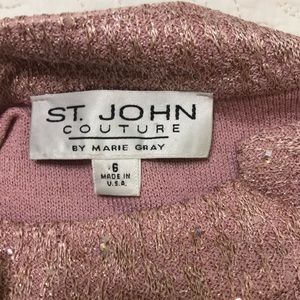 ST. JOHN
COUTURE
BY MARIE GRAY
6
MADE IN
U.S.A.